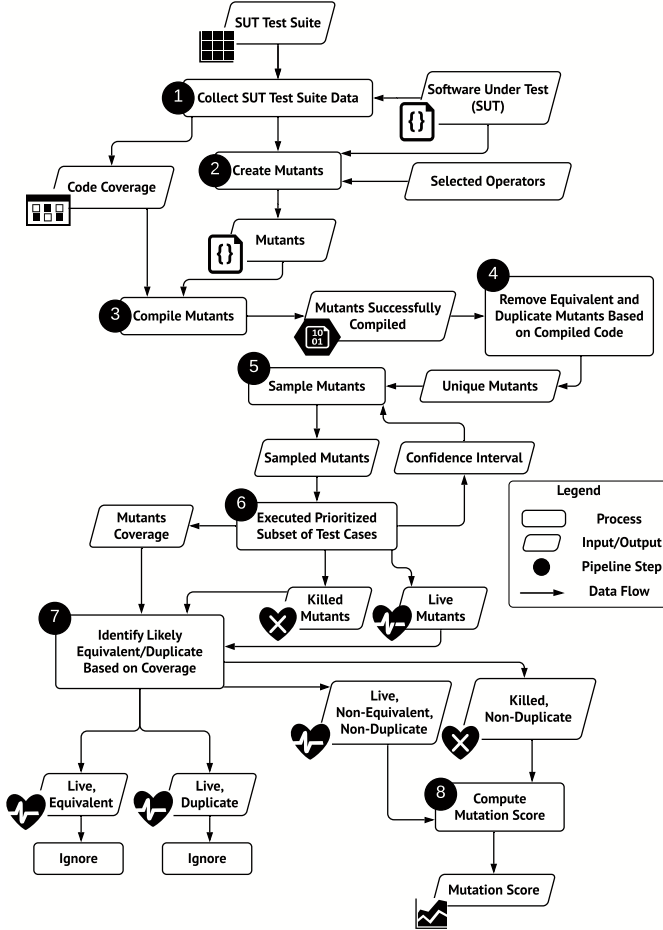 SUT Test Suite
1
Collect SUT Test Suite Data
Software Under Test
(SUT)
{}
2
Create Mutants
Code Coverage
Selected Operators
Mutants
{}
3
Compile Mutants
Mutants Successfully
Compiled
10
01
4
Remove Equivalent and
Duplicate Mutants Based
on Compiled Code
5
Sample Mutants
Unique Mutants
Sampled Mutants
Confidence Interval
6
Executed Prioritized
Subset of Test Cases
Mutants
Coverage
Legend
Process
Input/Output
Pipeline Step
Data Flow
Killed
Mutants
Live
Mutants
7
Identify Likely
Equivalent/Duplicate
Based on Coverage
Live,
Non-Equivalent,
Non-Duplicate
Killed,
Non-Duplicate
Live,
Equivalent
Live,
Duplicate
8
Compute
Mutation Score
Ignore
Ignore
Mutation Score